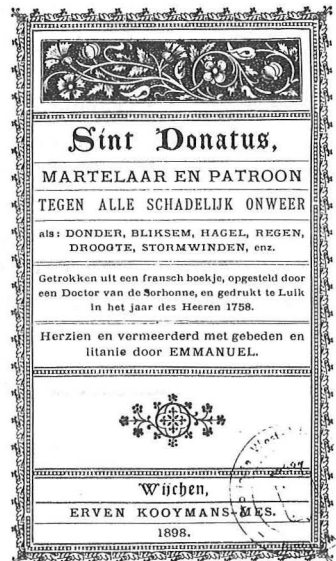 Sint Donatus,
MARTELAAR EN PATROON
TEGEN ALLE SCHADELIJK ONWEER
als: DONDER, BLIKSEM, HAGEL, REGEN,
DROOGTE, STORMWINDEN, enz.
Getrokken uit een fransch boekje, opgesteld door
een Doctor van de Sorbonne, en gedrukt te Luik
in het jaar des Heeren 1758.
Herzien en vermeerderd met gebeden en
litanie door EMMANUEL.
Wijchen,
ERVEN KOOYMANS-MES.
1898.